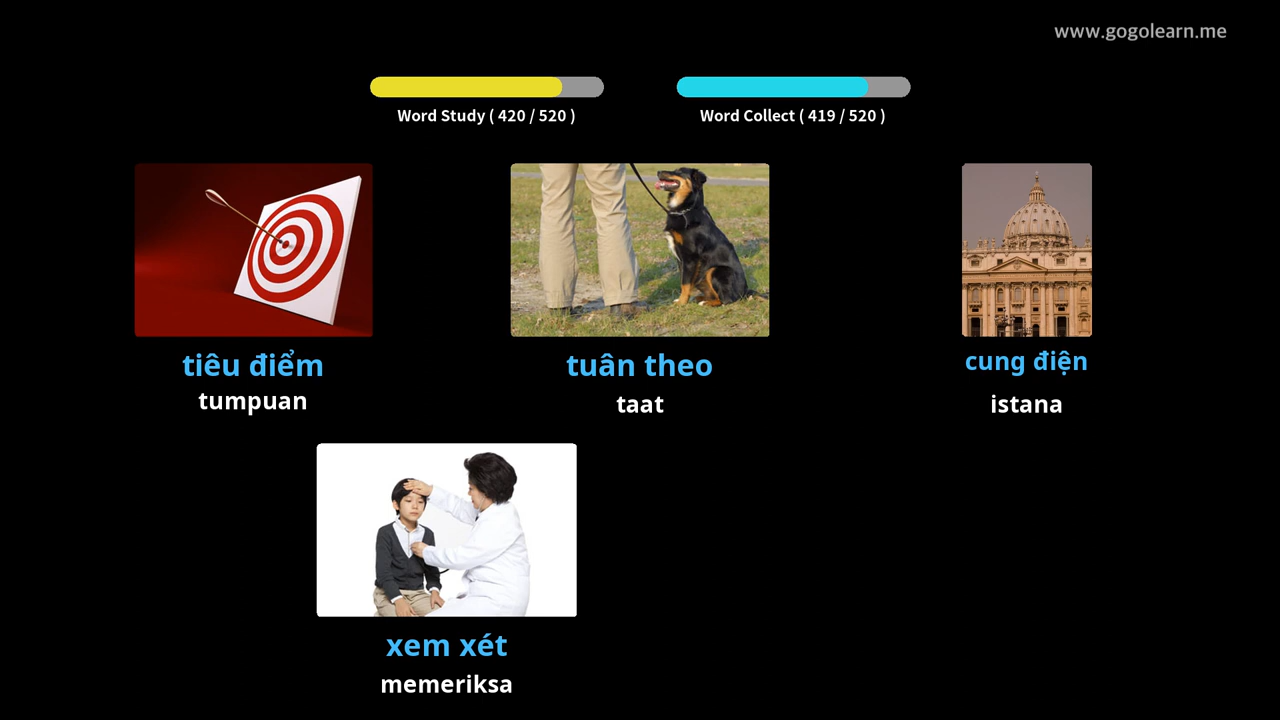 www.gogolearn.me
Word Study ( 420 / 520 )
Word Collect ( 419 / 520 )
tiêu điểm
tumpuan
tuân theo
taat
cung điện
istana
xem xét
memeriksa